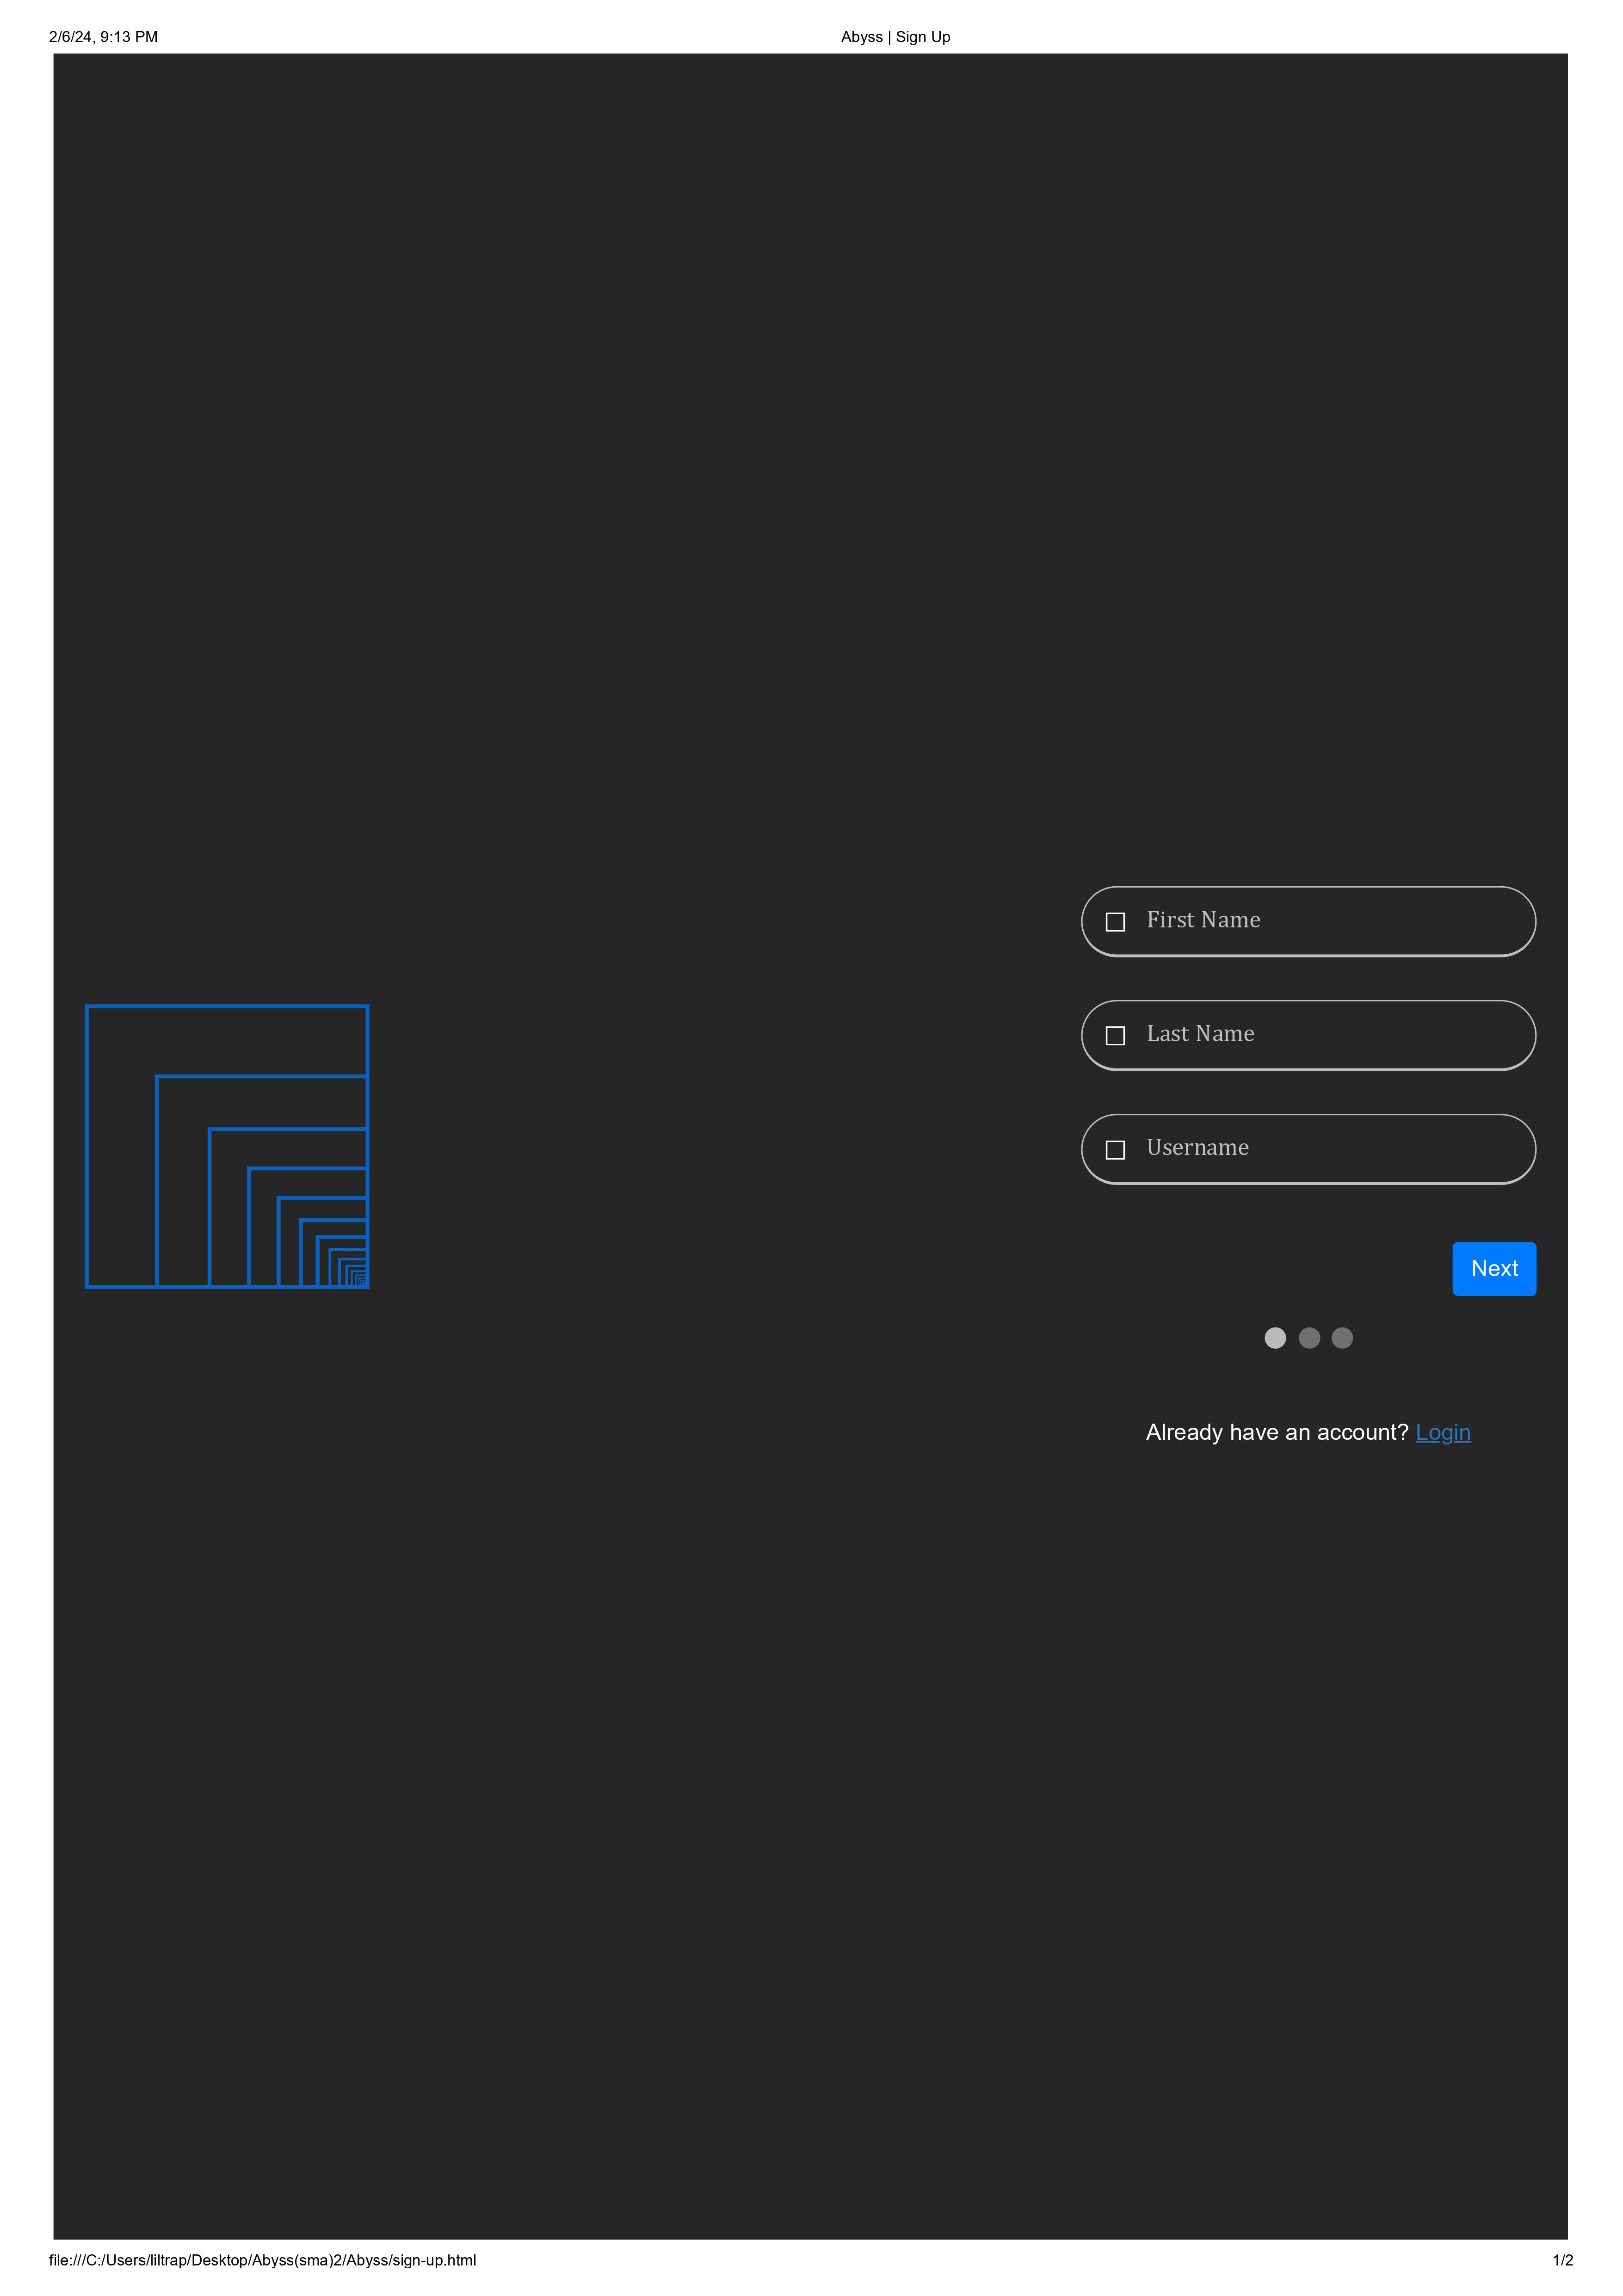 2/6/24, 9:13 PM
Abyss | Sign Up
First Name
Last Name
Username
Next
Already have an account? Login
file:///C:/Users/liltrap/Desktop/Abyss(sma)2/Abyss/sign-up.html
1/2